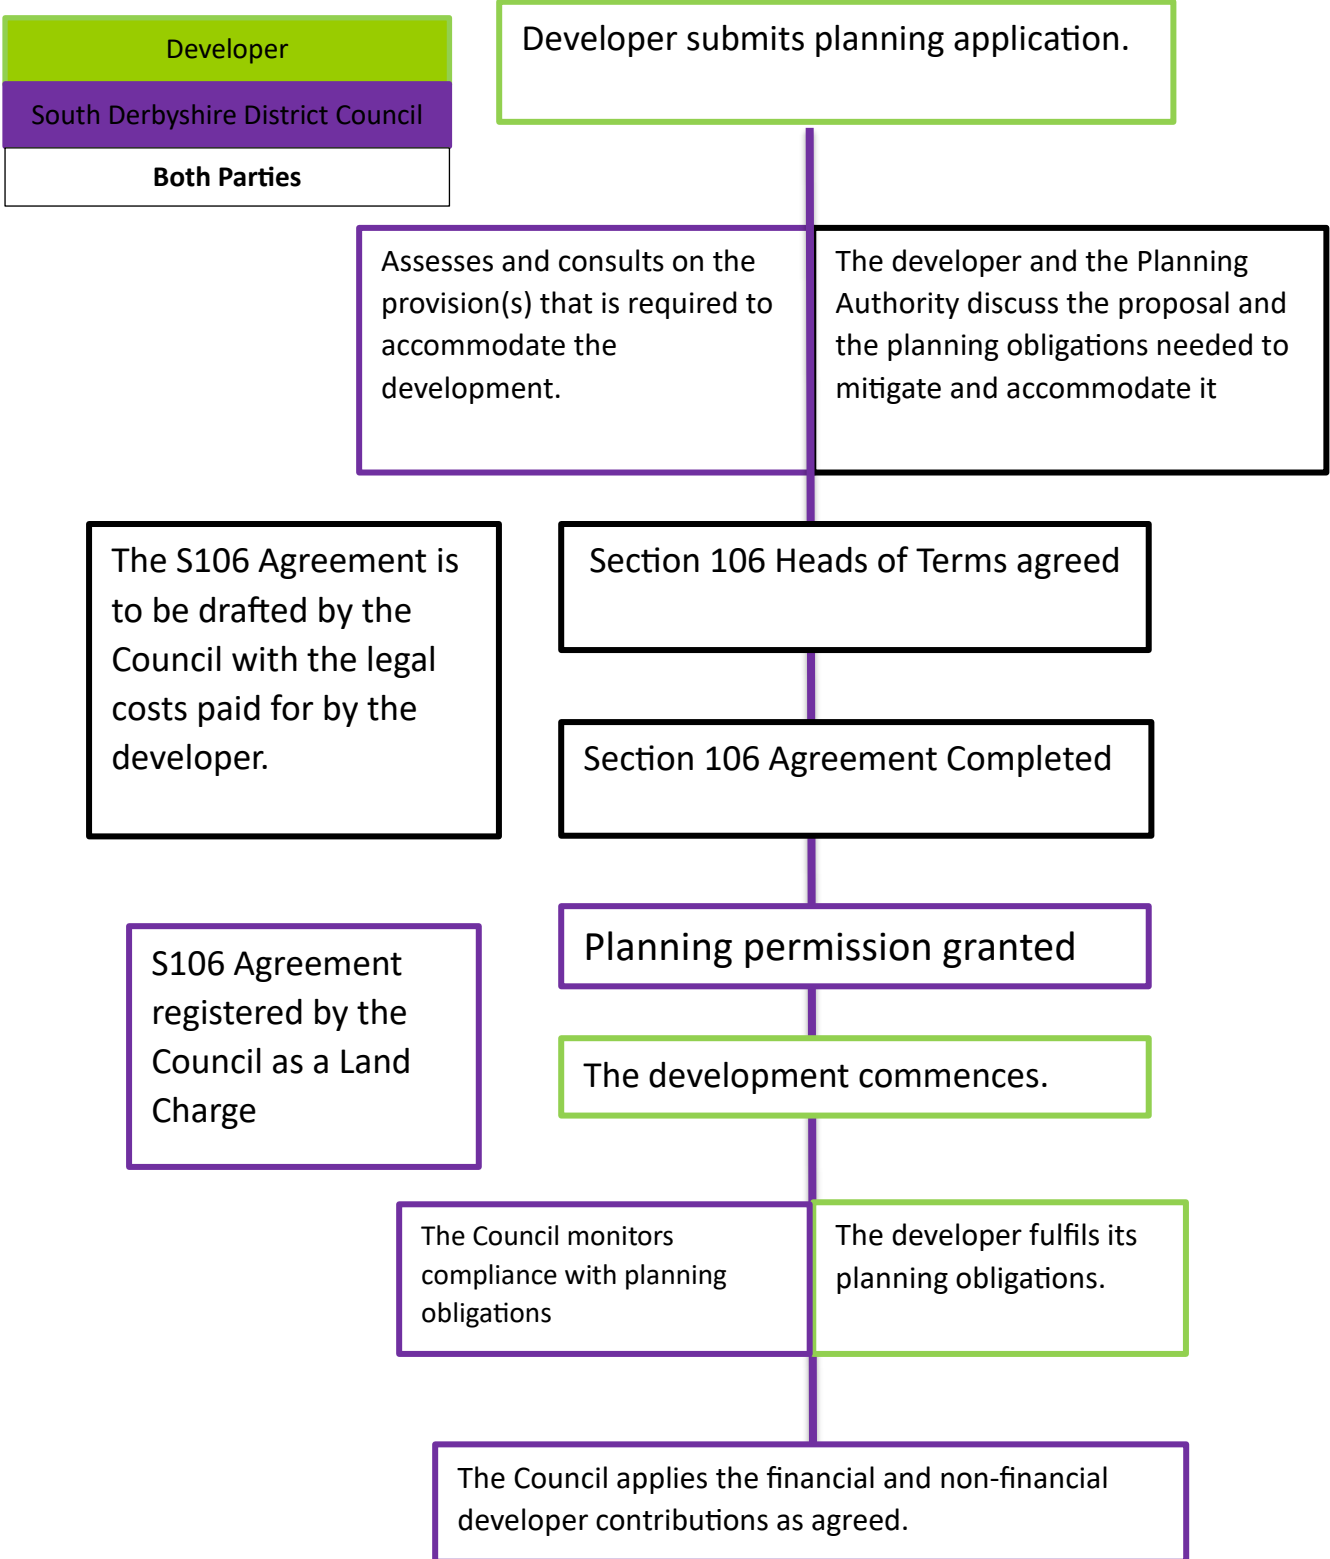 Developer
South Derbyshire District Council
Both Parties
Developer submits planning application.
Assesses and consults on the
provision(s) that is required to
accommodate the
development.
The developer and the Planning
Authority discuss the proposal and
the planning obligations needed to
mitigate and accommodate it
The S106 Agreement is
to be drafted by the
Council with the legal
costs paid for by the
developer.
Section 106 Heads of Terms agreed
Section 106 Agreement Completed
Planning permission granted
S106 Agreement
registered by the
Council as a Land
Charge
The development commences.
The Council monitors
compliance with planning
obligations
The developer fulfils its
planning obligations.
The Council applies the financial and non-financial
developer contributions as agreed.